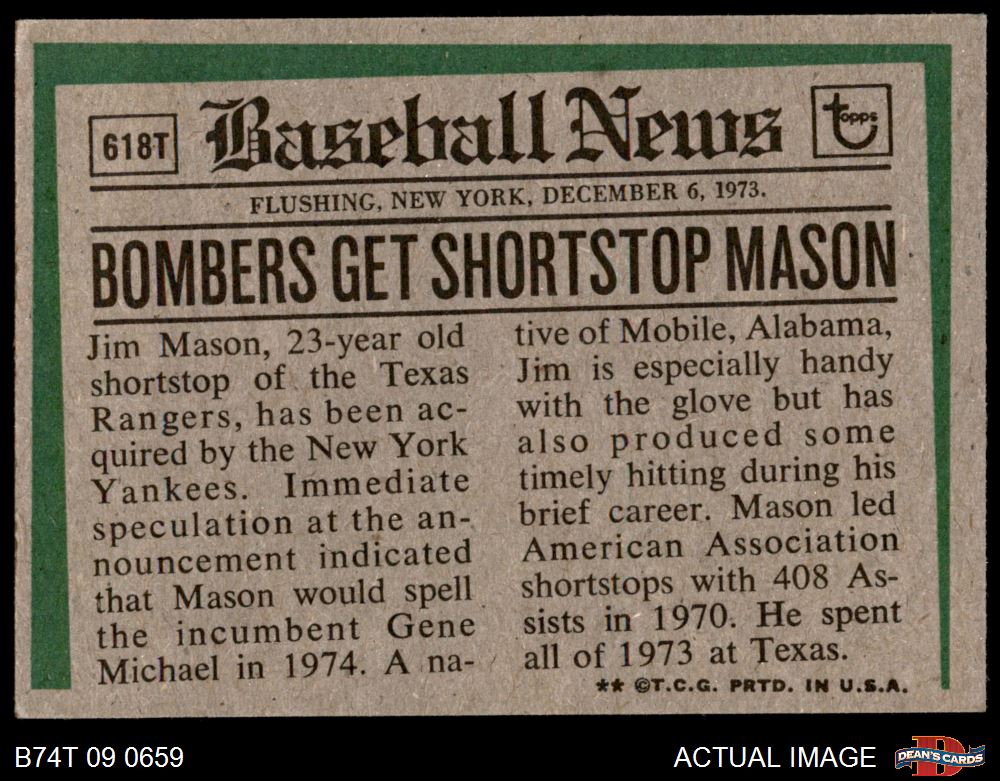 618T
Baseball News
topps
FLUSHING, NEW YORK, DECEMBER 6, 1973.
BOMBERS GET SHORTSTOP MASON
Jim Mason, 23-year old
shortstop of the Texas
Rangers, has been ac-
quired by the New York
Yankees. Immediate
speculation at the an-
nouncement indicated
that Mason would spell
the incumbent Gene
Michael in 1974. A na-
tive of Mobile, Alabama,
Jim is especially handy
with the glove but has
also produced some
timely hitting during his
brief career. Mason led
American Association
shortstops with 408 As-
sists in 1970. He spent
all of 1973 at Texas.
** ©T.C.G. PRTD. IN U.S.A.
B74T 09 0659
ACTUAL IMAGE
D
DEAN'S CARDS